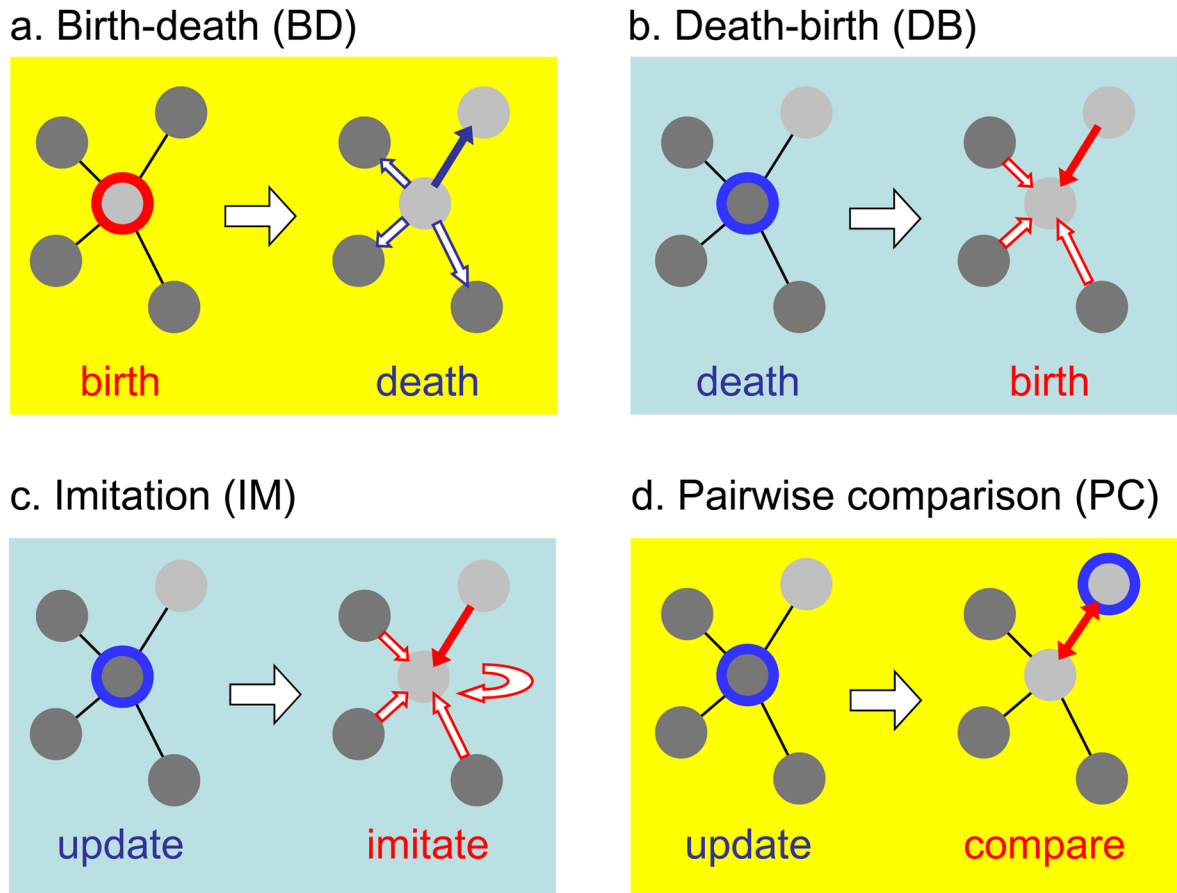 a. Birth-death (BD)
b. Death-birth (DB)
birth
death
death
birth
c. Imitation (IM)
d. Pairwise comparison (PC)
update
imitate
update
compare